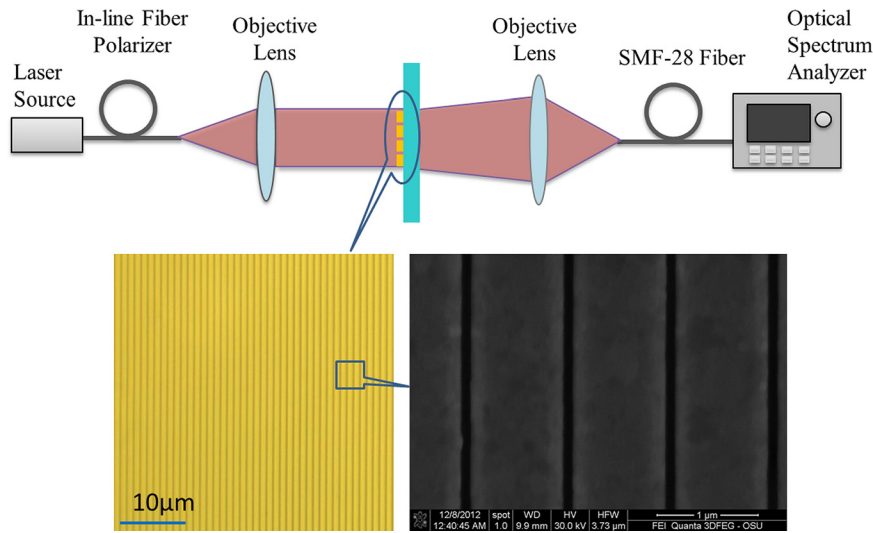 In-line Fiber
Polarizer
Objective
Lens
Objective
Lens
SMF-28 Fiber
Optical
Spectrum
Analyzer
Laser
Source
10μm
12/8/2012 spot WD HV HFW 1 μm
12:40:45 AM 1.0 9.9 mm 30.0 kV 3.73 μm FEI Quanta 3DFEG - OSU